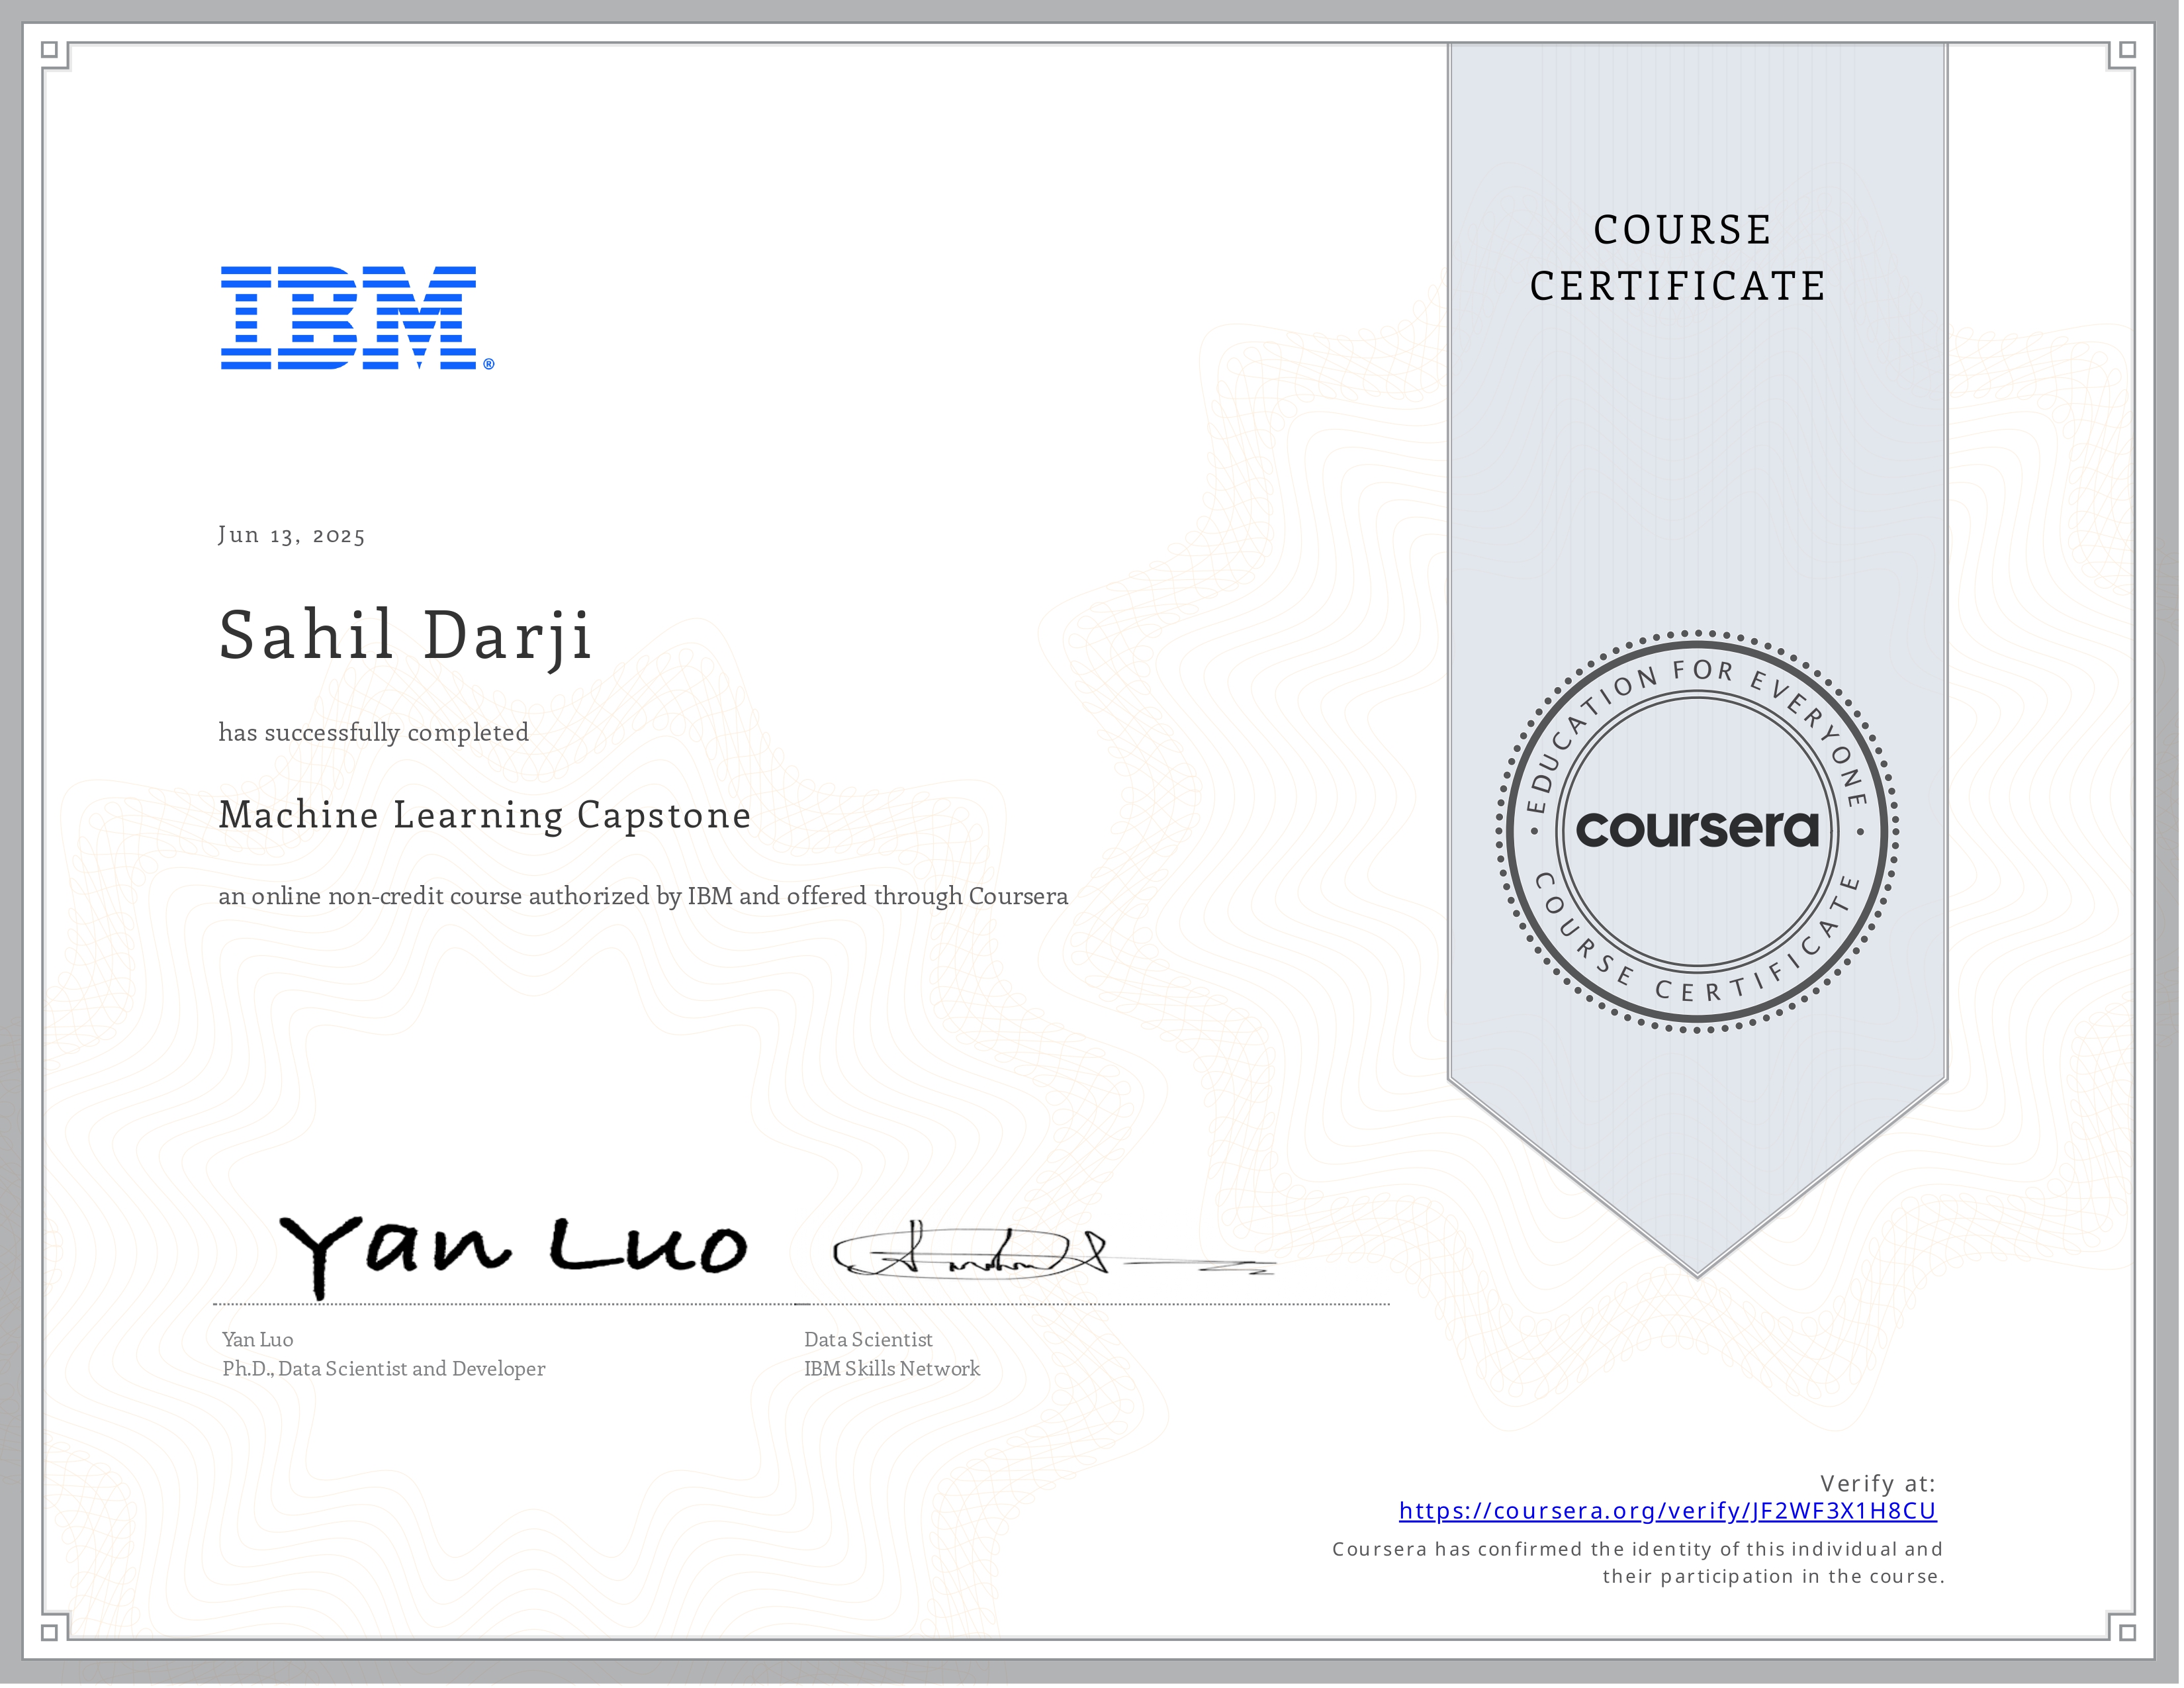 COURSE
CERTIFICATE
IBM®
Jun 13, 2025
Sahil Darji
has successfully completed
Machine Learning Capstone
an online non-credit course authorized by IBM and offered through Coursera
EDUCATION FOR EVERYONE
coursera
COURSE CERTIFICATE
Yan Luo
Yan Luo
Ph.D., Data Scientist and Developer
Data Scientist
IBM Skills Network
Verify at:
https://coursera.org/verify/JF2WF3X1H8CU
Coursera has confirmed the identity of this individual and
their participation in the course.